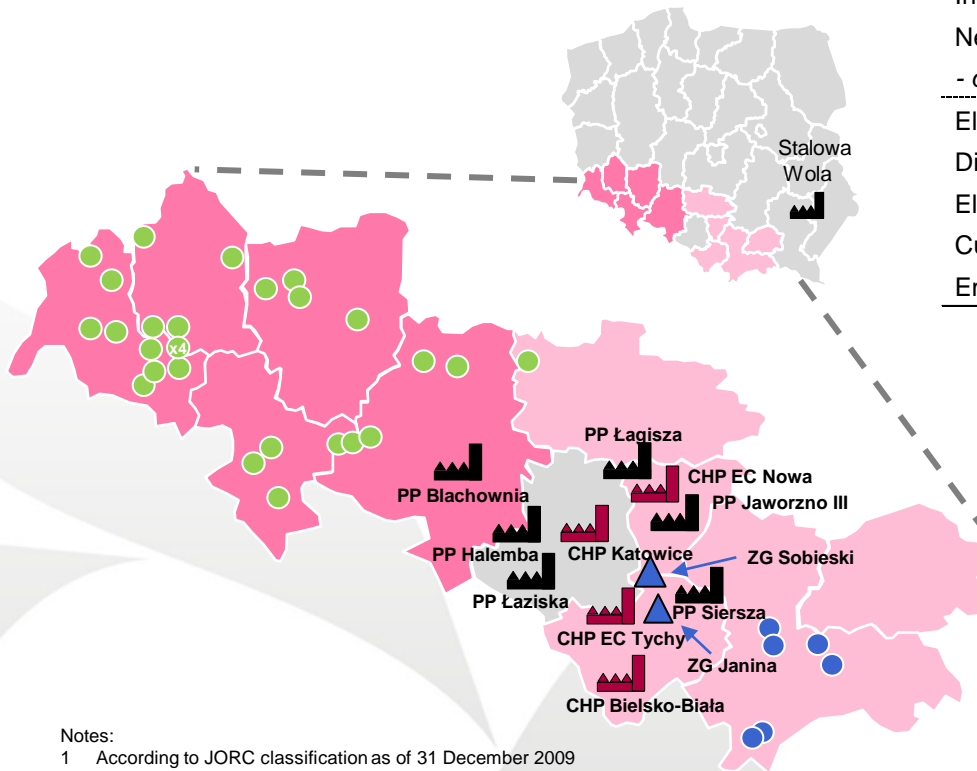 Stalowa
Wola
x4
PP Łagisza
CHP EC Nowa
PP Blachownia
PP Jaworzno III
PP Halemba
CHP Katowice
ZG Sobieski
PP Łaziska
PP Siersza
CHP EC Tychy
ZG Janina
CHP Bielsko-Biała
Notes:
1 According to JORC classification as of 31 December 2009